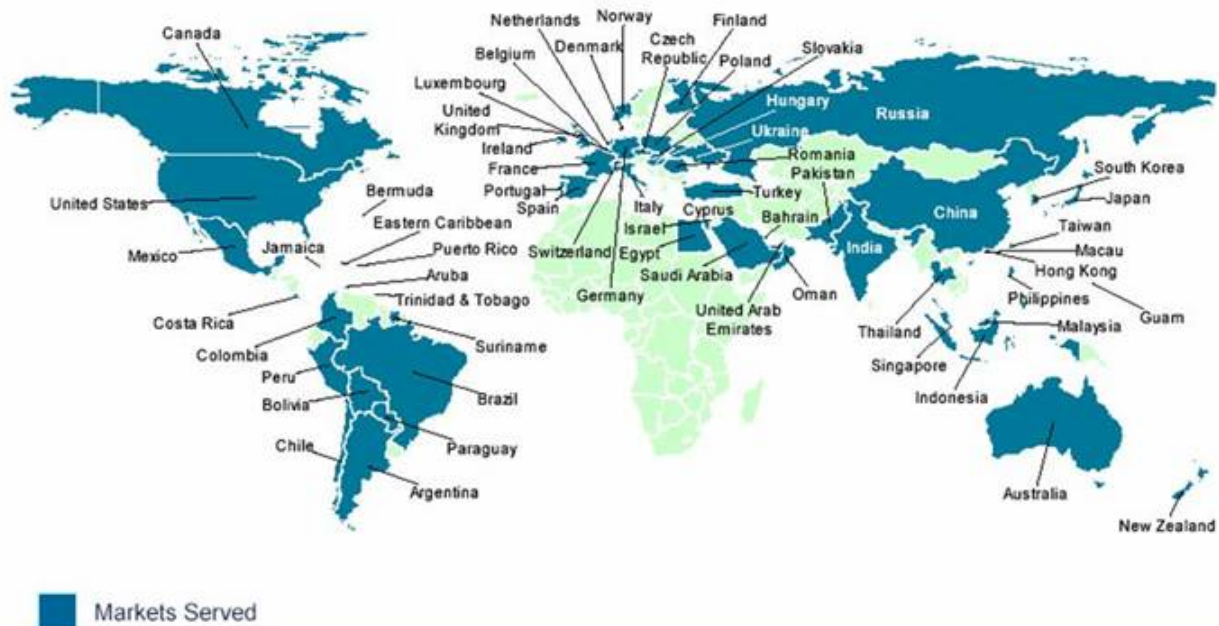 Canada
Netherlands
Norway
Finland
Belgium
Denmark
Czech
Republic
Slovakia
Poland
Luxembourg
United
Kingdom
Hungary
Ireland
Ukraine
Russia
France
Romania
Pakistan
South Korea
Portugal
Spain
Bermuda
Italy
Turkey
Japan
United States
Eastern Caribbean
Cyprus
Bahrain
China
Israel
Taiwan
Mexico
Jamaica
Puerto Rico
Switzerland
Egypt
India
Macau
Aruba
Saudi Arabia
Hong Kong
Trinidad & Tobago
Germany
Oman
Philippines
Costa Rica
United Arab
Emirates
Guam
Thailand
Malaysia
Colombia
Suriname
Singapore
Peru
Bolivia
Brazil
Indonesia
Chile
Paraguay
Argentina
Australia
New Zealand
Markets Served